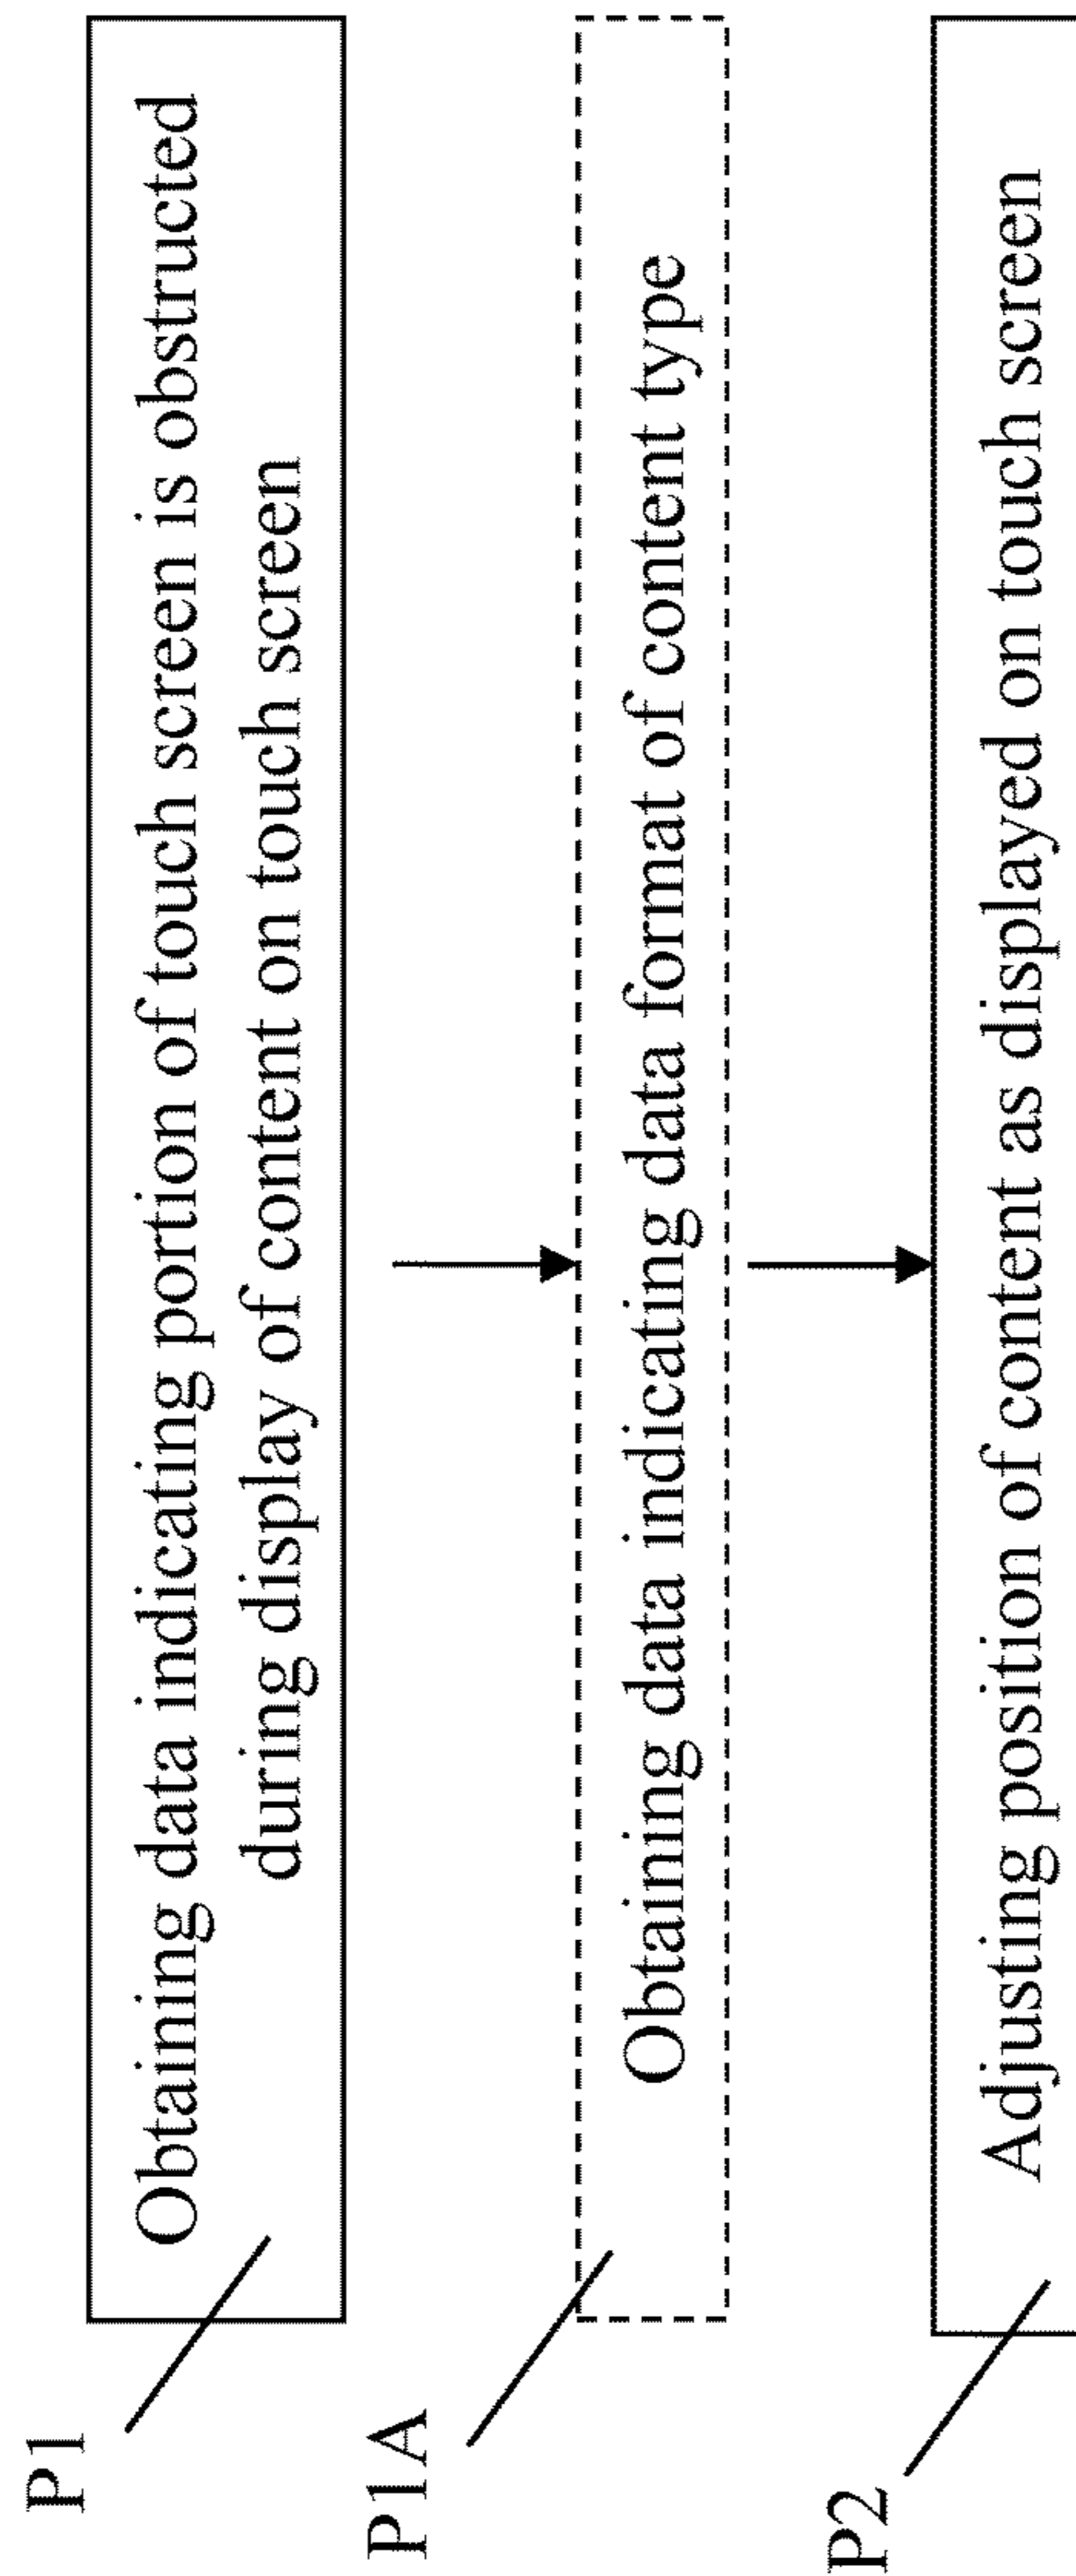 P1
Obtaining data indicating portion of touch screen is obstructed
during display of content on touch screen
P1A
Obtaining data indicating data format of content type
P2
Adjusting position of content as displayed on touch screen